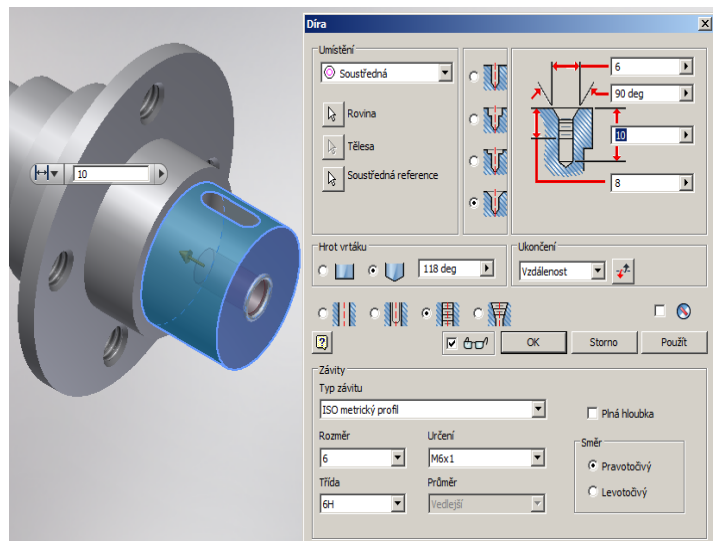 Díra
Umístění
Soustředná
Rovina
Tělesa
Soustředná reference
6
90 deg
10
8
10
Hrot vrtáku
118 deg
Ukončení
Vzdálenost
OK
Storno
Použít
Závity
Typ závitu
ISO metrický profil
Plná hloubka
Rozměr
Určení
6
M6x1
Směr
Pravotočivý
Levotočivý
Třída
Průměr
6H
Vedlejší